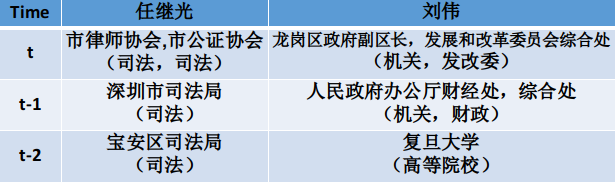 Time 任继光 刘伟
t 市律师协会,市公证协会 龙岗区政府副区长，发展和改革委员会综合处
（司法，司法） （机关，发改委）
t-1 深圳市司法局 人民政府办公厅财经处，综合处
（司法） （机关，财政）
t-2 宝安区司法局 复旦大学
（司法） （高等院校）